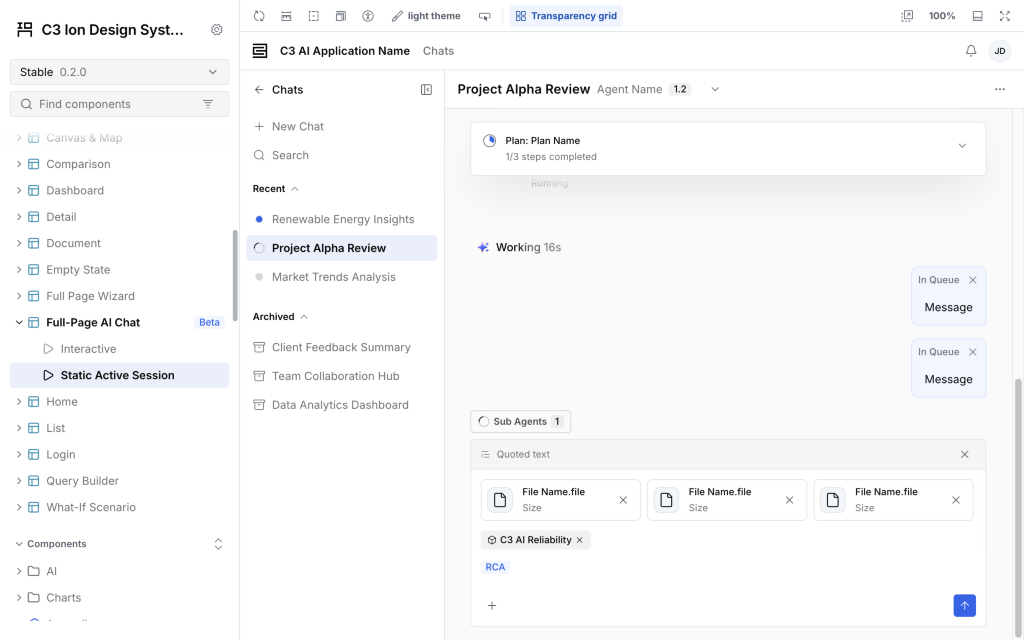 C3 Ion Design Syst...
Stable 0.2.0
Find components
Canvas & Map
Comparison
Dashboard
Detail
Document
Empty State
Full Page Wizard
Full-Page AI Chat Beta
Interactive
Static Active Session
Home
List
Login
Query Builder
What-If Scenario
Components
AI
Charts
light theme
Transparency grid
100%
C3 AI Application Name Chats
JD
Chats
New Chat
Search
Recent
Renewable Energy Insights
Project Alpha Review
Market Trends Analysis
Archived
Client Feedback Summary
Team Collaboration Hub
Data Analytics Dashboard
Project Alpha Review Agent Name 1.2
Plan: Plan Name
1/3 steps completed
Running
Working 16s
In Queue
Message
In Queue
Message
Sub Agents 1
Quoted text
File Name.file
Size
File Name.file
Size
File Name.file
Size
C3 AI Reliability
RCA